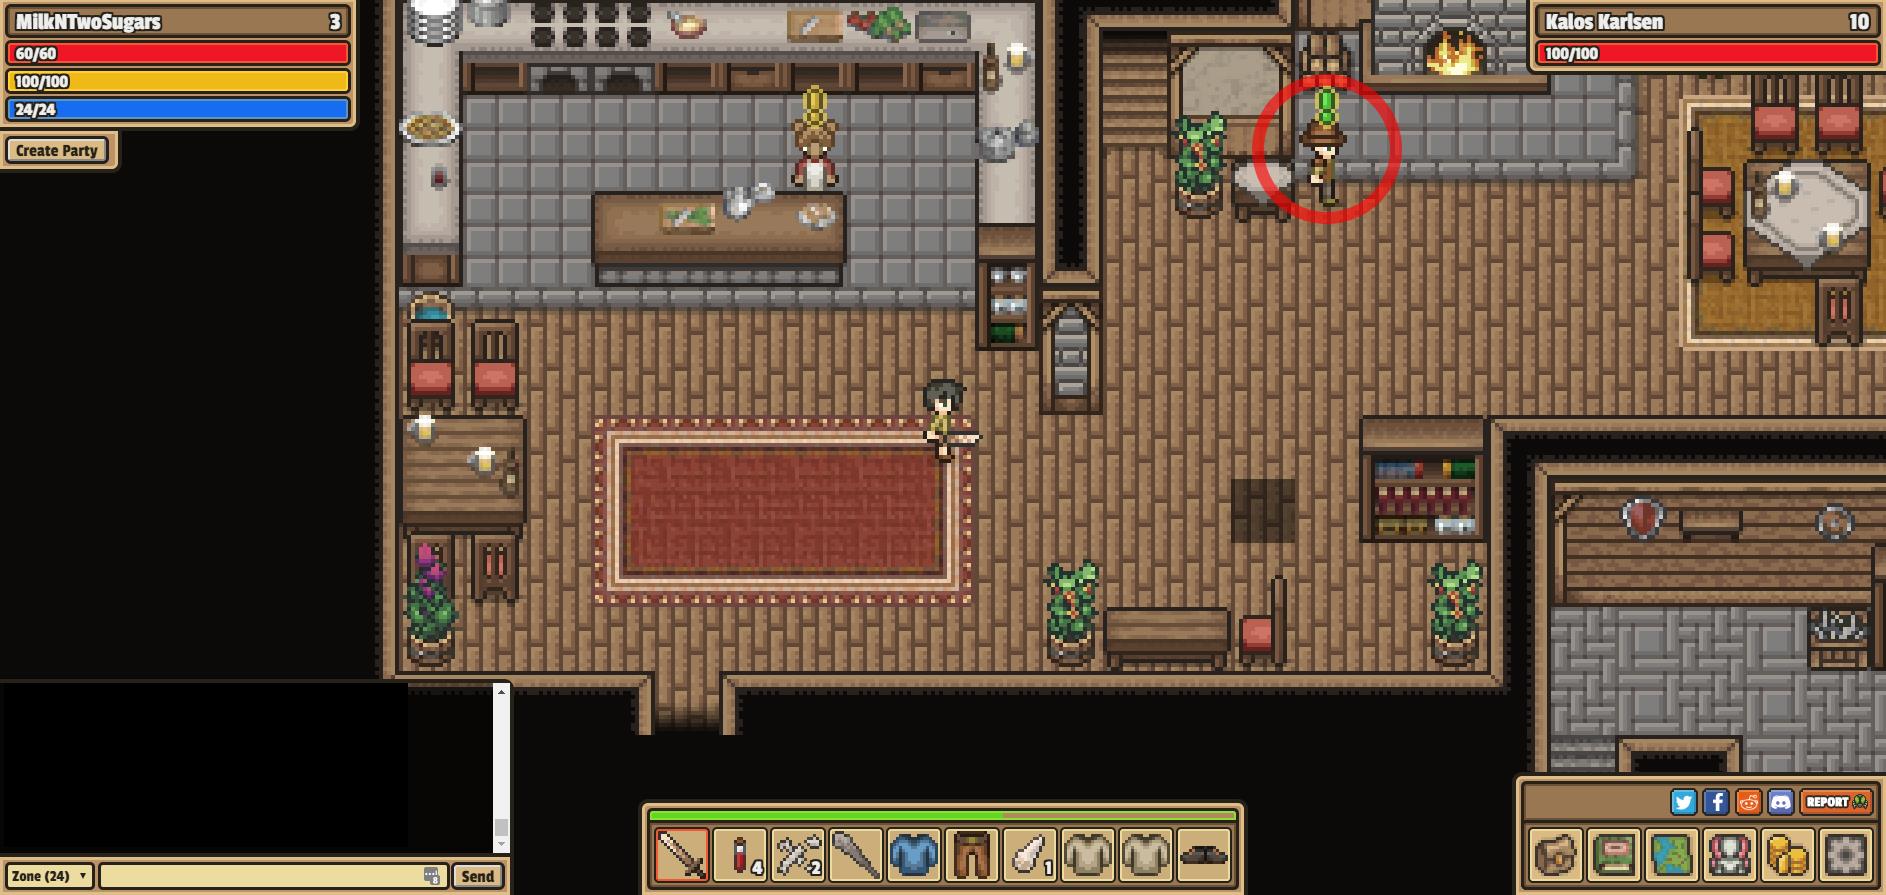 MilkNTwoSugars 3
60/60
100/100
24/24
Create Party
Kalos Karlsen 10
100/100
4
2
1
REPORT
Zone (24)
Send